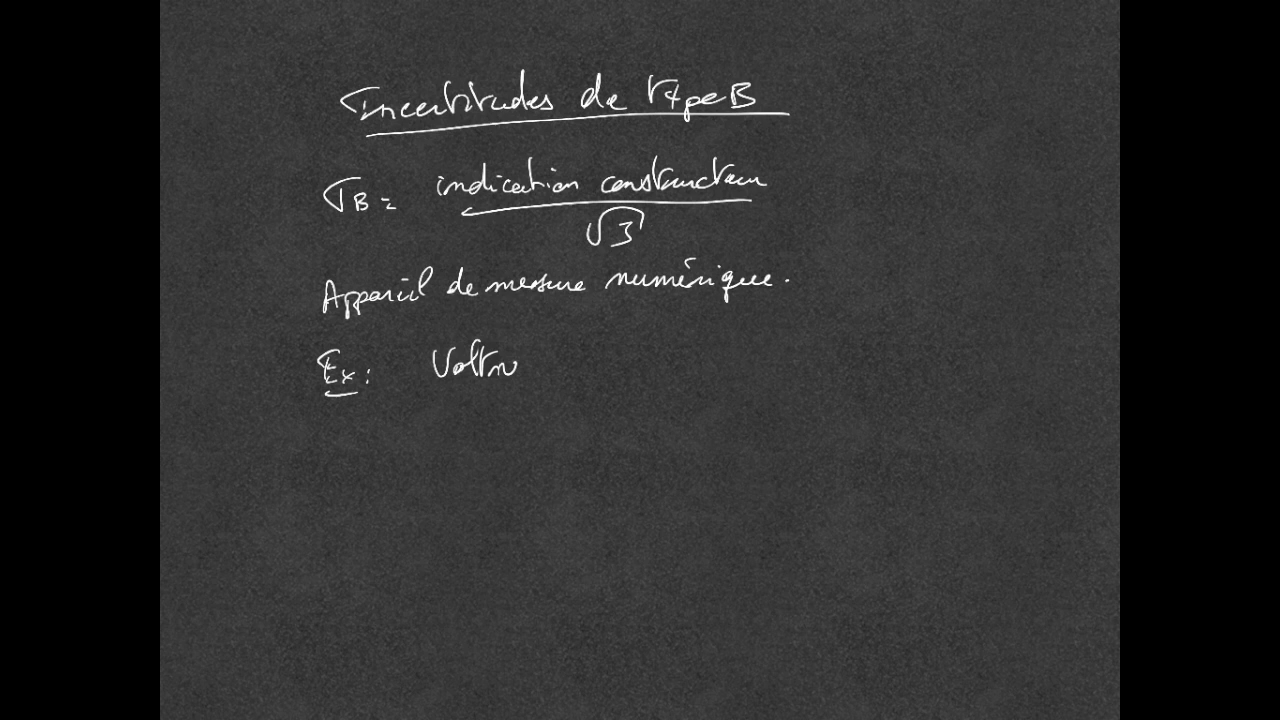 Incertitudes de type B
σB = indication constructeur / √3
Appareil de mesure numérique.
Ex: Voltm